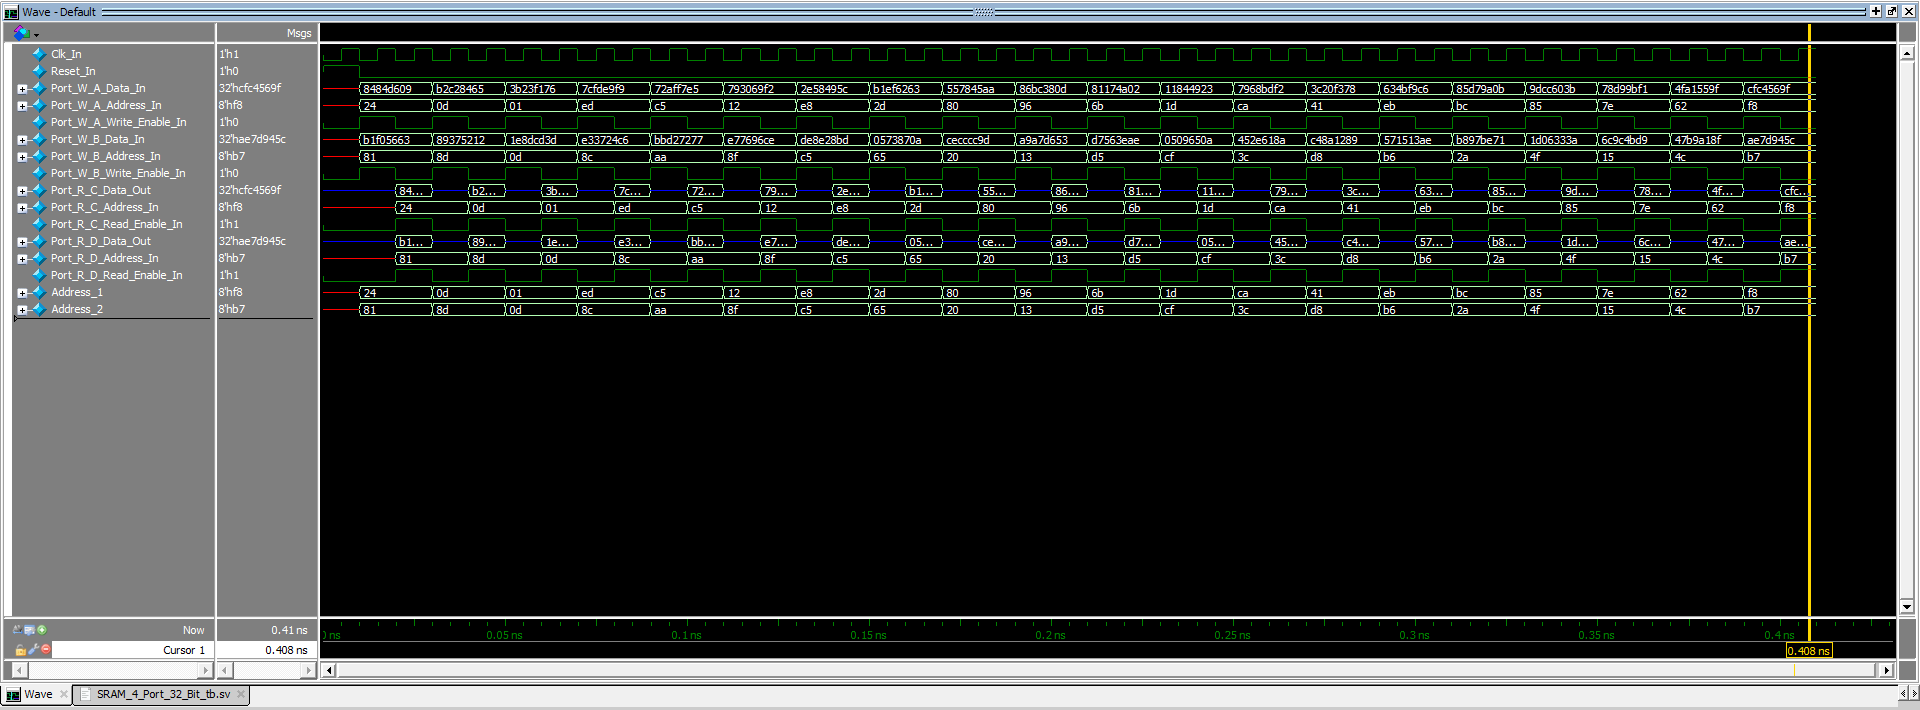 Wave - Default
Msgs
Clk_In 1'h1
Reset_In 1'h0
Port_W_A_Data_In 32'hcfc4569f 8484d609 b2c28465 3b23f176 7cfde9f9 72aff7e5 793069f2 2e58495c b1ef6263 557845aa 86bc380d 81174a02 11844923 7968bdf2 3c20f378 634bf9c6 85d79a0b 9dcc603b 78d99bf1 4fa1559f cfc4569f
Port_W_A_Address_In 8'hf8 24 0d 01 ed c5 12 e8 2d 80 96 6b 1d ca 41 eb bc 85 7e 62 f8
Port_W_A_Write_Enable_In 1'h0
Port_W_B_Data_In 32'hae7d945c b1f05663 89375212 1e8dcd3d e33724c6 bbd27277 e77696ce de8e28bd 0573870a cecccc9d a9a7d653 d7563eae 0509650a 452e618a c48a1289 571513ae b897be71 1d06333a 6c9c4bd9 47b9a18f ae7d945c
Port_W_B_Address_In 8'hb7 81 8d 0d 8c aa 8f c5 65 20 13 d5 cf 3c d8 b6 2a 4f 15 4c b7
Port_W_B_Write_Enable_In 1'h0
Port_R_C_Data_Out 32'hcfc4569f 84... b2... 3b... 7c... 72... 79... 2e... b1... 55... 86... 81... 11... 79... 3c... 63... 85... 9d... 78... 4f... cfc...
Port_R_C_Address_In 8'hf8 24 0d 01 ed c5 12 e8 2d 80 96 6b 1d ca 41 eb bc 85 7e 62 f8
Port_R_C_Read_Enable_In 1'h1
Port_R_D_Data_Out 32'hae7d945c b1... 89... 1e... e3... bb... e7... de... 05... ce... a9... d7... 05... 45... c4... 57... b8... 1d... 6c... 47... ae...
Port_R_D_Address_In 8'hb7 81 8d 0d 8c aa 8f c5 65 20 13 d5 cf 3c d8 b6 2a 4f 15 4c b7
Port_R_D_Read_Enable_In 1'h1
Address_1 8'hf8 24 0d 01 ed c5 12 e8 2d 80 96 6b 1d ca 41 eb bc 85 7e 62 f8
Address_2 8'hb7 81 8d 0d 8c aa 8f c5 65 20 13 d5 cf 3c d8 b6 2a 4f 15 4c b7
Now 0.41 ns ns 0.05 ns 0.1 ns 0.15 ns 0.2 ns 0.25 ns 0.3 ns 0.35 ns 0.4 ns
Cursor 1 0.408 ns 0.408 ns
Wave SRAM_4_Port_32_Bit_tb.sv